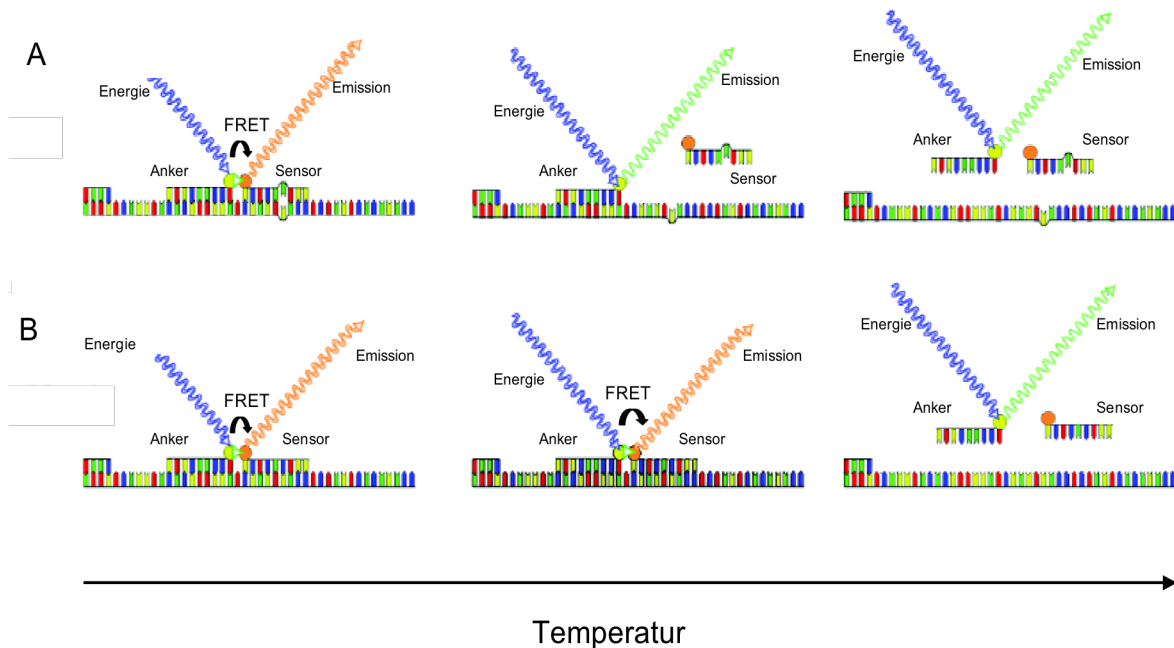 A
Energie
Emission
FRET
Anker
Sensor
Energie
Emission
Anker
Sensor
Energie
Emission
Anker
Sensor
B
Energie
Emission
FRET
Anker
Sensor
Energie
Emission
FRET
Anker
Sensor
Energie
Emission
Anker
Sensor
Temperatur